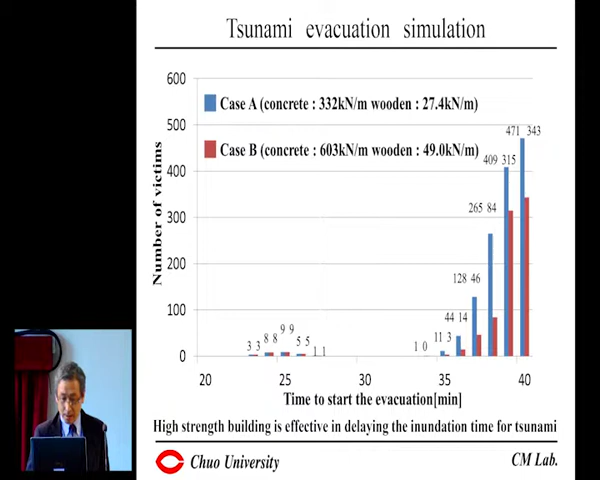 Tsunami evacuation simulation
600
500
400
300
200
100
0
Number of victims
Case A (concrete : 332kN/m wooden : 27.4kN/m)
Case B (concrete : 603kN/m wooden : 49.0kN/m)
3 3
8 8
9 9
5 5
1 1
1 0
11 3
44 14
128 46
265 84
409 315
471 343
20 25 30 35 40
Time to start the evacuation[min]
High strength building is effective in delaying the inundation time for tsunami
Chuo University
CM Lab.